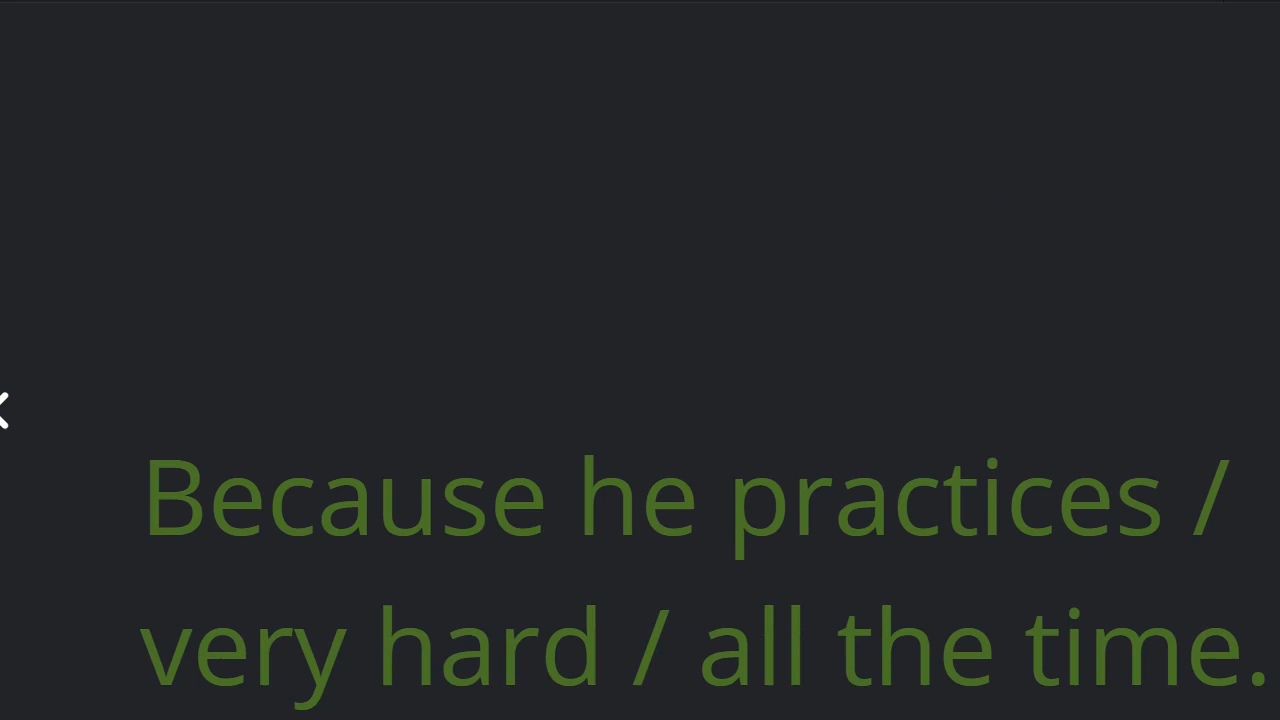 Because he practices /
very hard / all the time.